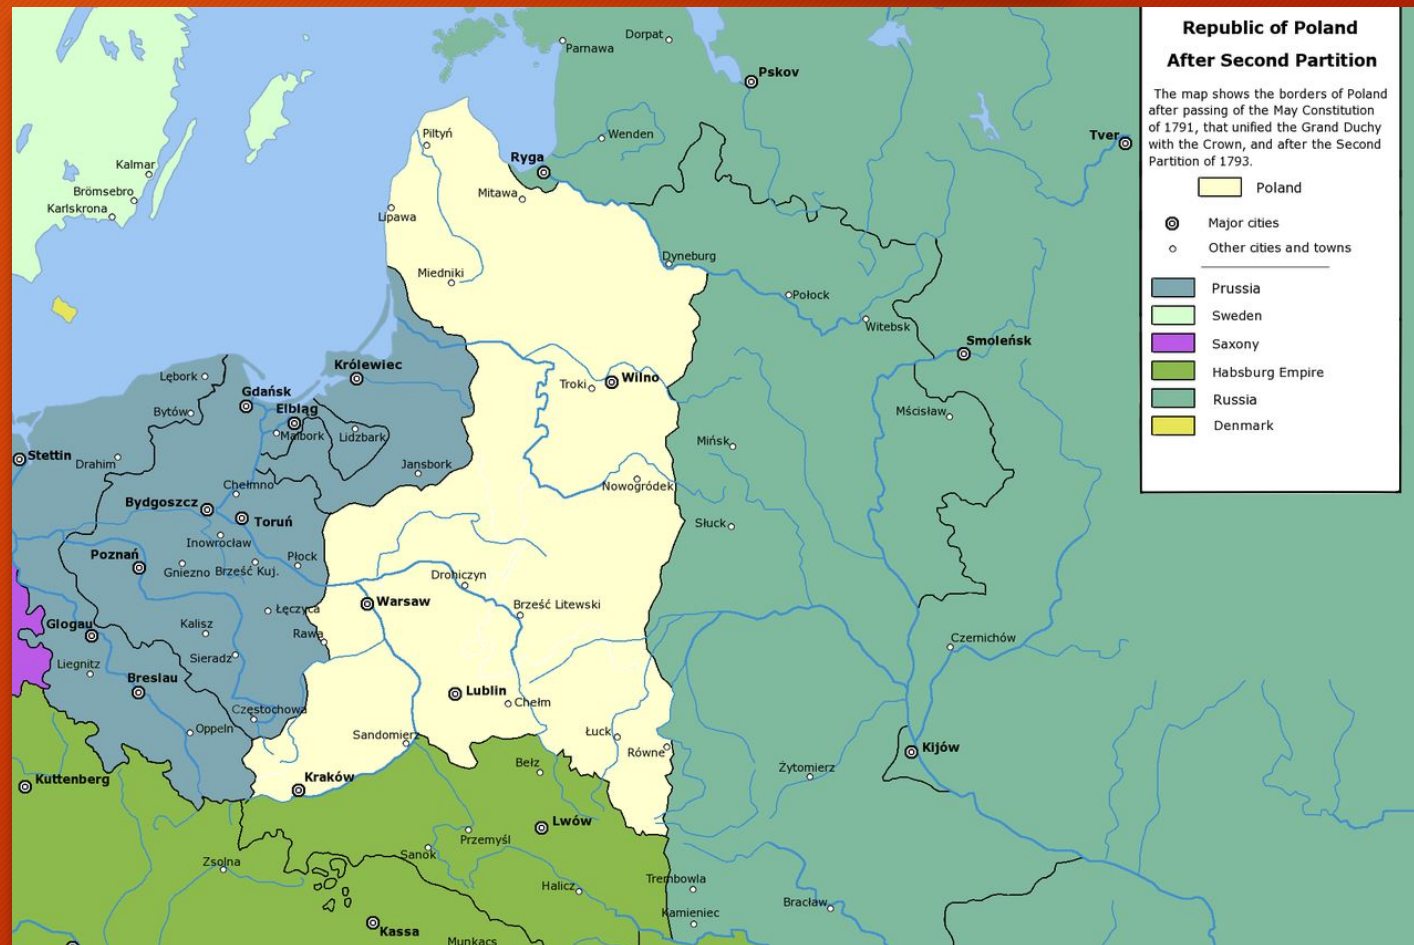 Republic of Poland
After Second Partition
The map shows the borders of Poland
after passing of the May Constitution
of 1791, that unified the Grand Duchy
with the Crown, and after the Second
Partition of 1793.
Poland
Major cities
Other cities and towns
Prussia
Sweden
Saxony
Habsburg Empire
Russia
Denmark
Dorpat
Parnawa
Pskov
Tver
Piltyń
Wenden
Ryga
Kalmar
Brömsebro
Karlskrona
Mitawa
Lipawa
Dyneburg
Miedniki
Połock
Witebsk
Smoleńsk
Królewiec
Lębork
Troki
Wilno
Gdańsk
Bytów
Elbląg
Malbork
Lidzbark
Mścisław
Mińsk
Stettin
Drahim
Jansbork
Chełmno
Nowogródek
Bydgoszcz
Toruń
Słuck
Inowrocław
Poznań
Płock
Gniezno
Brześć Kuj.
Drohiczyn
Warsaw
Brześć Litewski
Łęczyca
Głogau
Kalisz
Rawa
Czernichów
Liegnitz
Sieradz
Breslau
Lublin
Chełm
Częstochowa
Oppeln
Sandomierz
Łuck
Równe
Kijów
Bełz
Żytomierz
Kuttenberg
Kraków
Lwów
Przemyśl
Sanok
Zsolna
Halicz
Trembowla
Bracław
Kamieniec
Kassa
Munkacs